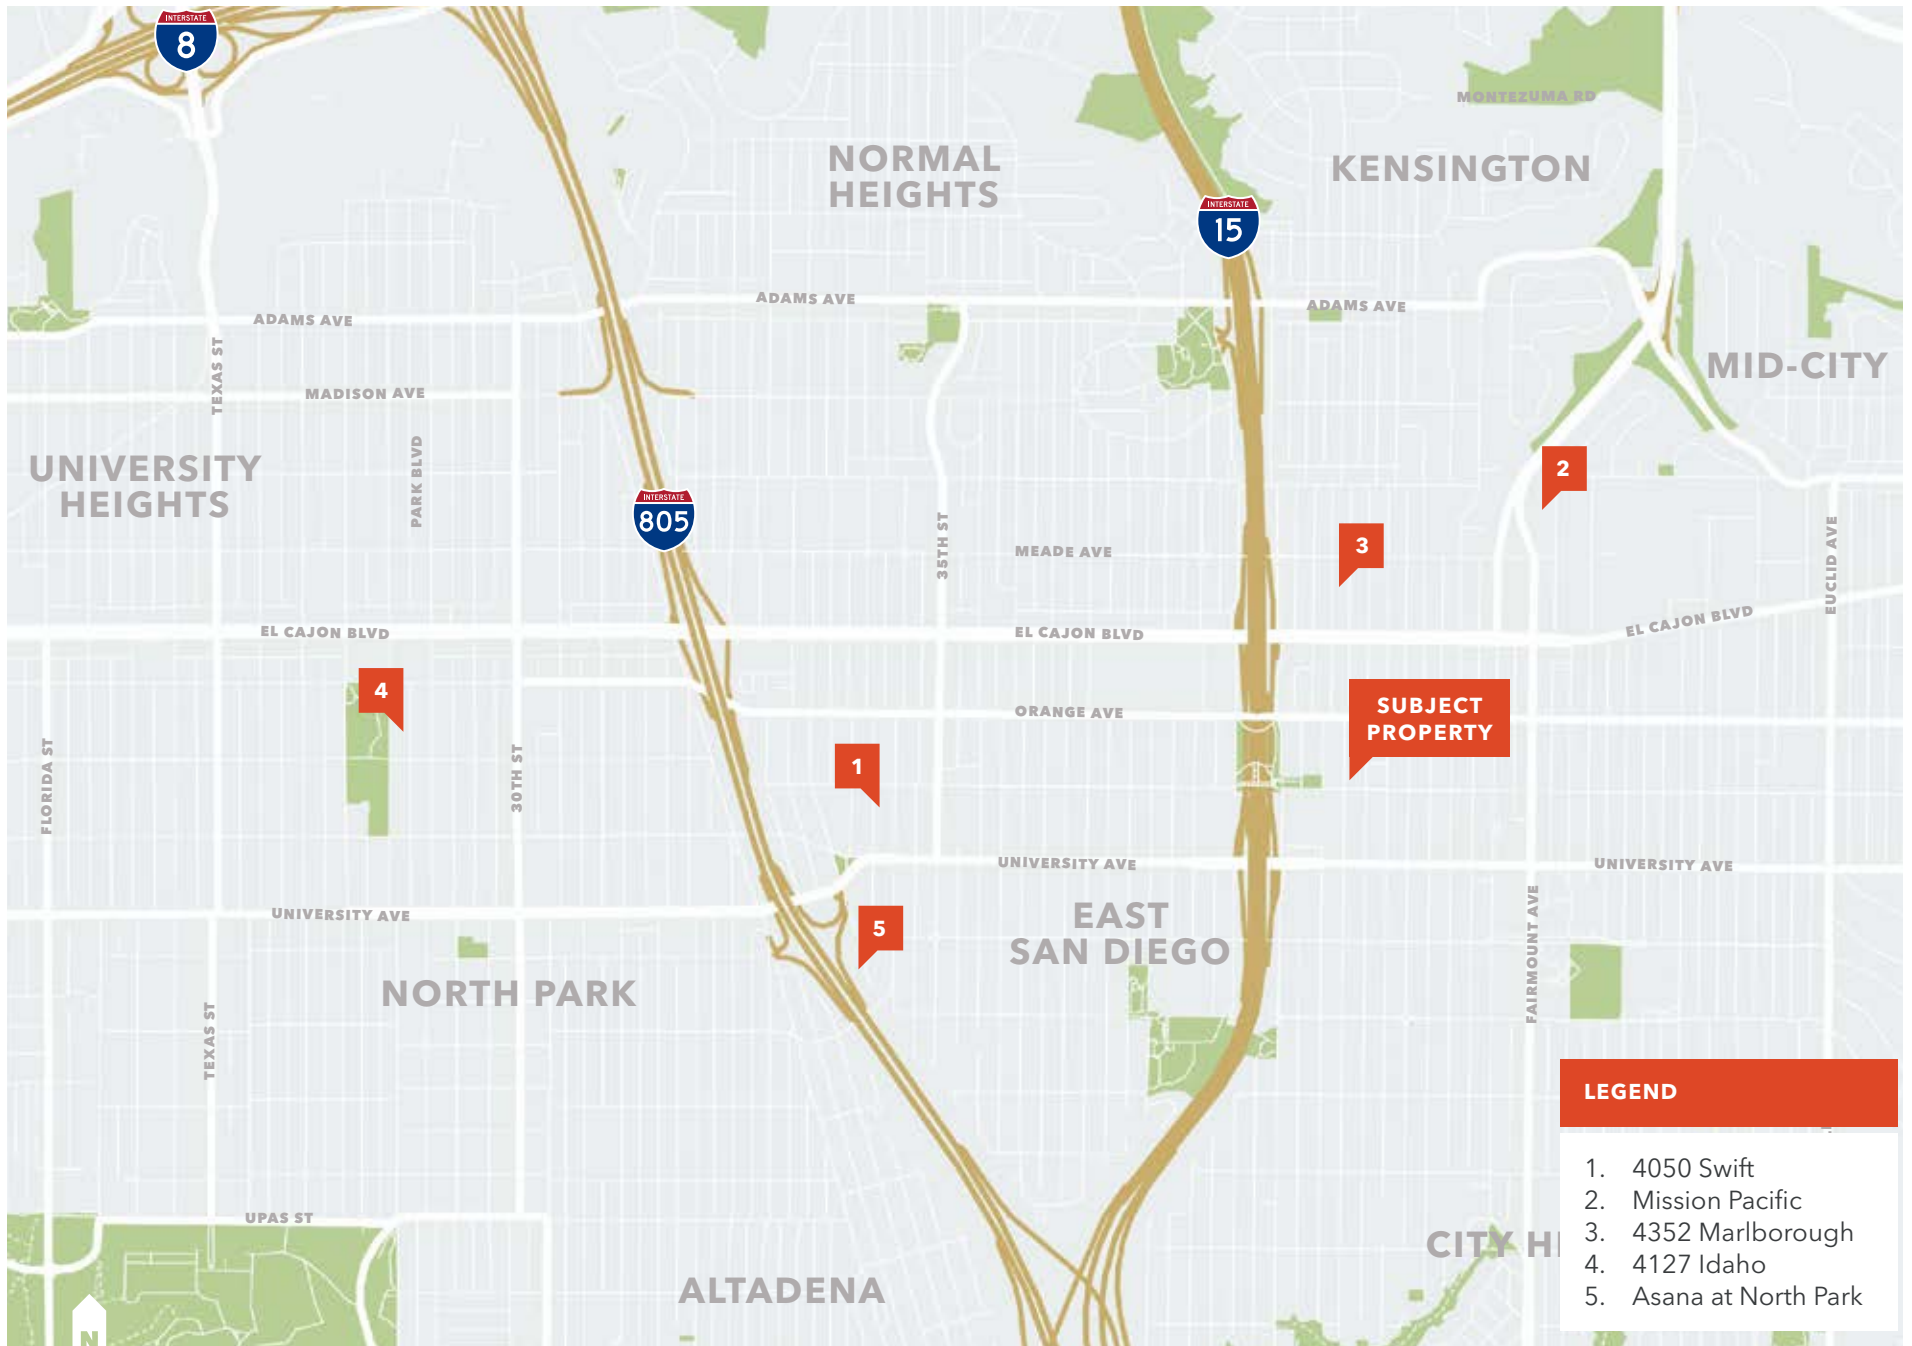 INTERSTATE
8
MONTEZUMA RD
NORMAL
HEIGHTS
KENSINGTON
INTERSTATE
15
ADAMS AVE
ADAMS AVE
ADAMS AVE
TEXAS ST
MADISON AVE
MID-CITY
UNIVERSITY
HEIGHTS
PARK BLVD
2
INTERSTATE
805
35TH ST
MEADE AVE
3
EUCLID AVE
EL CAJON BLVD
EL CAJON BLVD
EL CAJON BLVD
4
SUBJECT
PROPERTY
ORANGE AVE
FLORIDA ST
30TH ST
1
UNIVERSITY AVE
UNIVERSITY AVE
UNIVERSITY AVE
EAST
SAN DIEGO
5
FAIRMOUNT AVE
NORTH PARK
TEXAS ST
UPAS ST
CITY
ALTADENA
N
LEGEND
1. 4050 Swift
2. Mission Pacific
3. 4352 Marlborough
4. 4127 Idaho
5. Asana at North Park